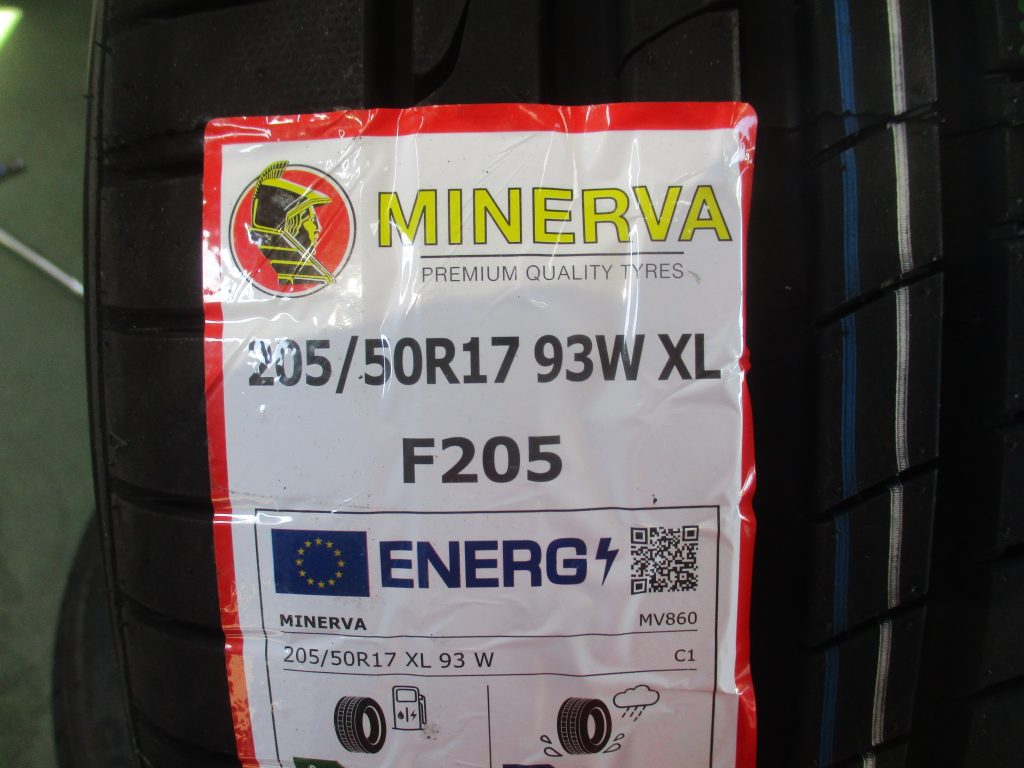 MINERVA
PREMIUM QUALITY TYRES
205/50R17 93W XL
F205
ENERG
MINERVA MV860
205/50R17 XL 93 W C1